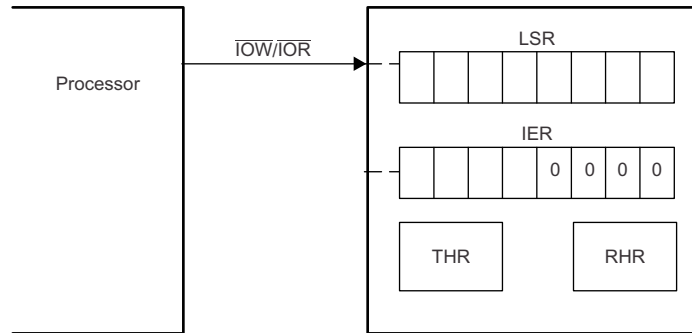 IOW/IOR
LSR
Processor
IER
0 0 0 0
THR
RHR